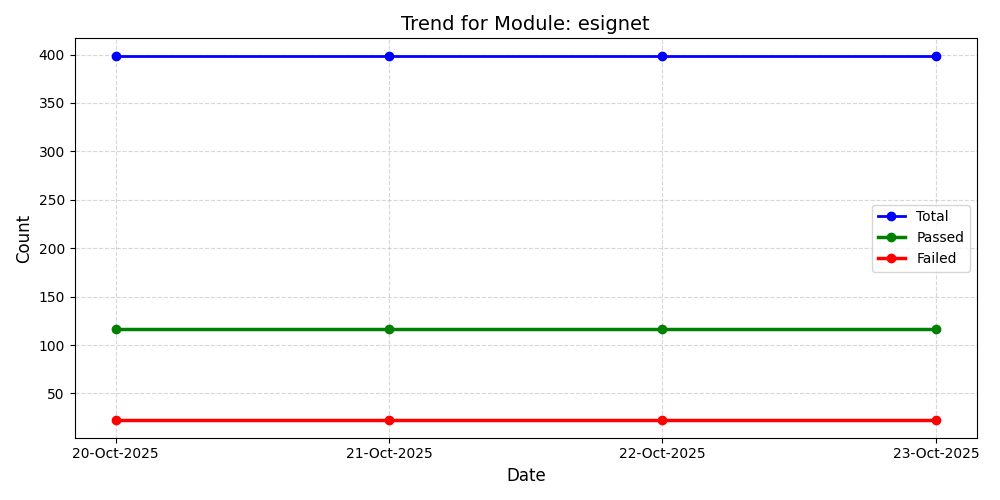 Trend for Module: esignet
Count
400
350
300
250
200
150
100
50
Total
Passed
Failed
20-Oct-2025
21-Oct-2025
22-Oct-2025
23-Oct-2025
Date